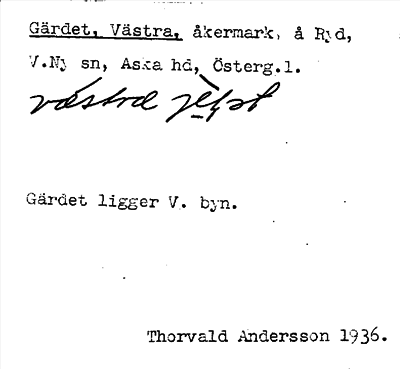 Gärdet, Västra, åkermark, å Ryd,
V.Ny sn, Aska hd, Österg.l.
västra
Gärdet ligger V. byn.
Thorvald Andersson 1936.